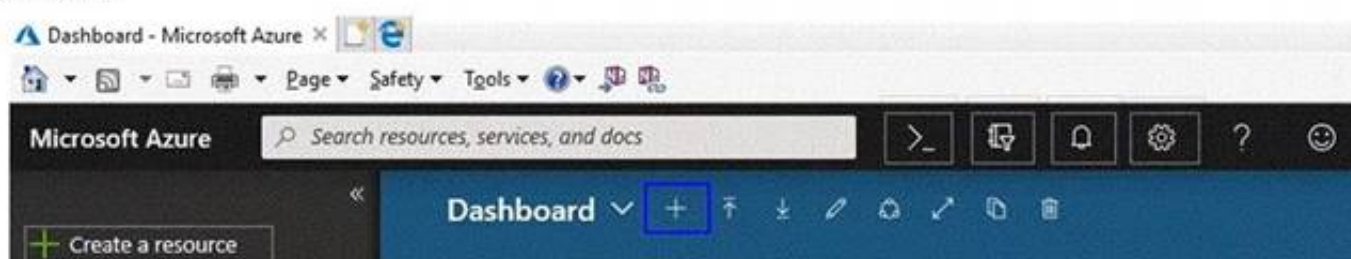 Dashboard - Microsoft Azure
Page Safety Tools
Microsoft Azure Search resources, services, and docs >_ ?
Dashboard
Create a resource